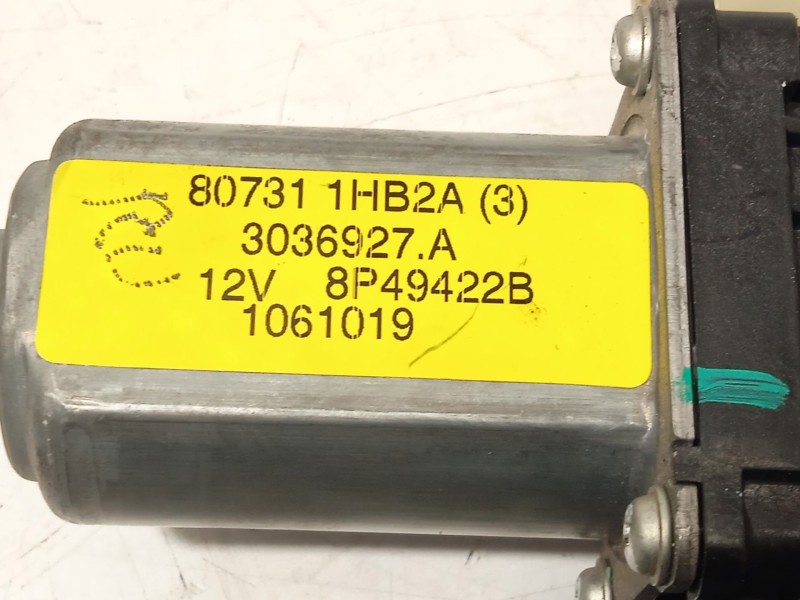 80731 1HB2A (3)
3036927.A
12V 8P49422B
1061019